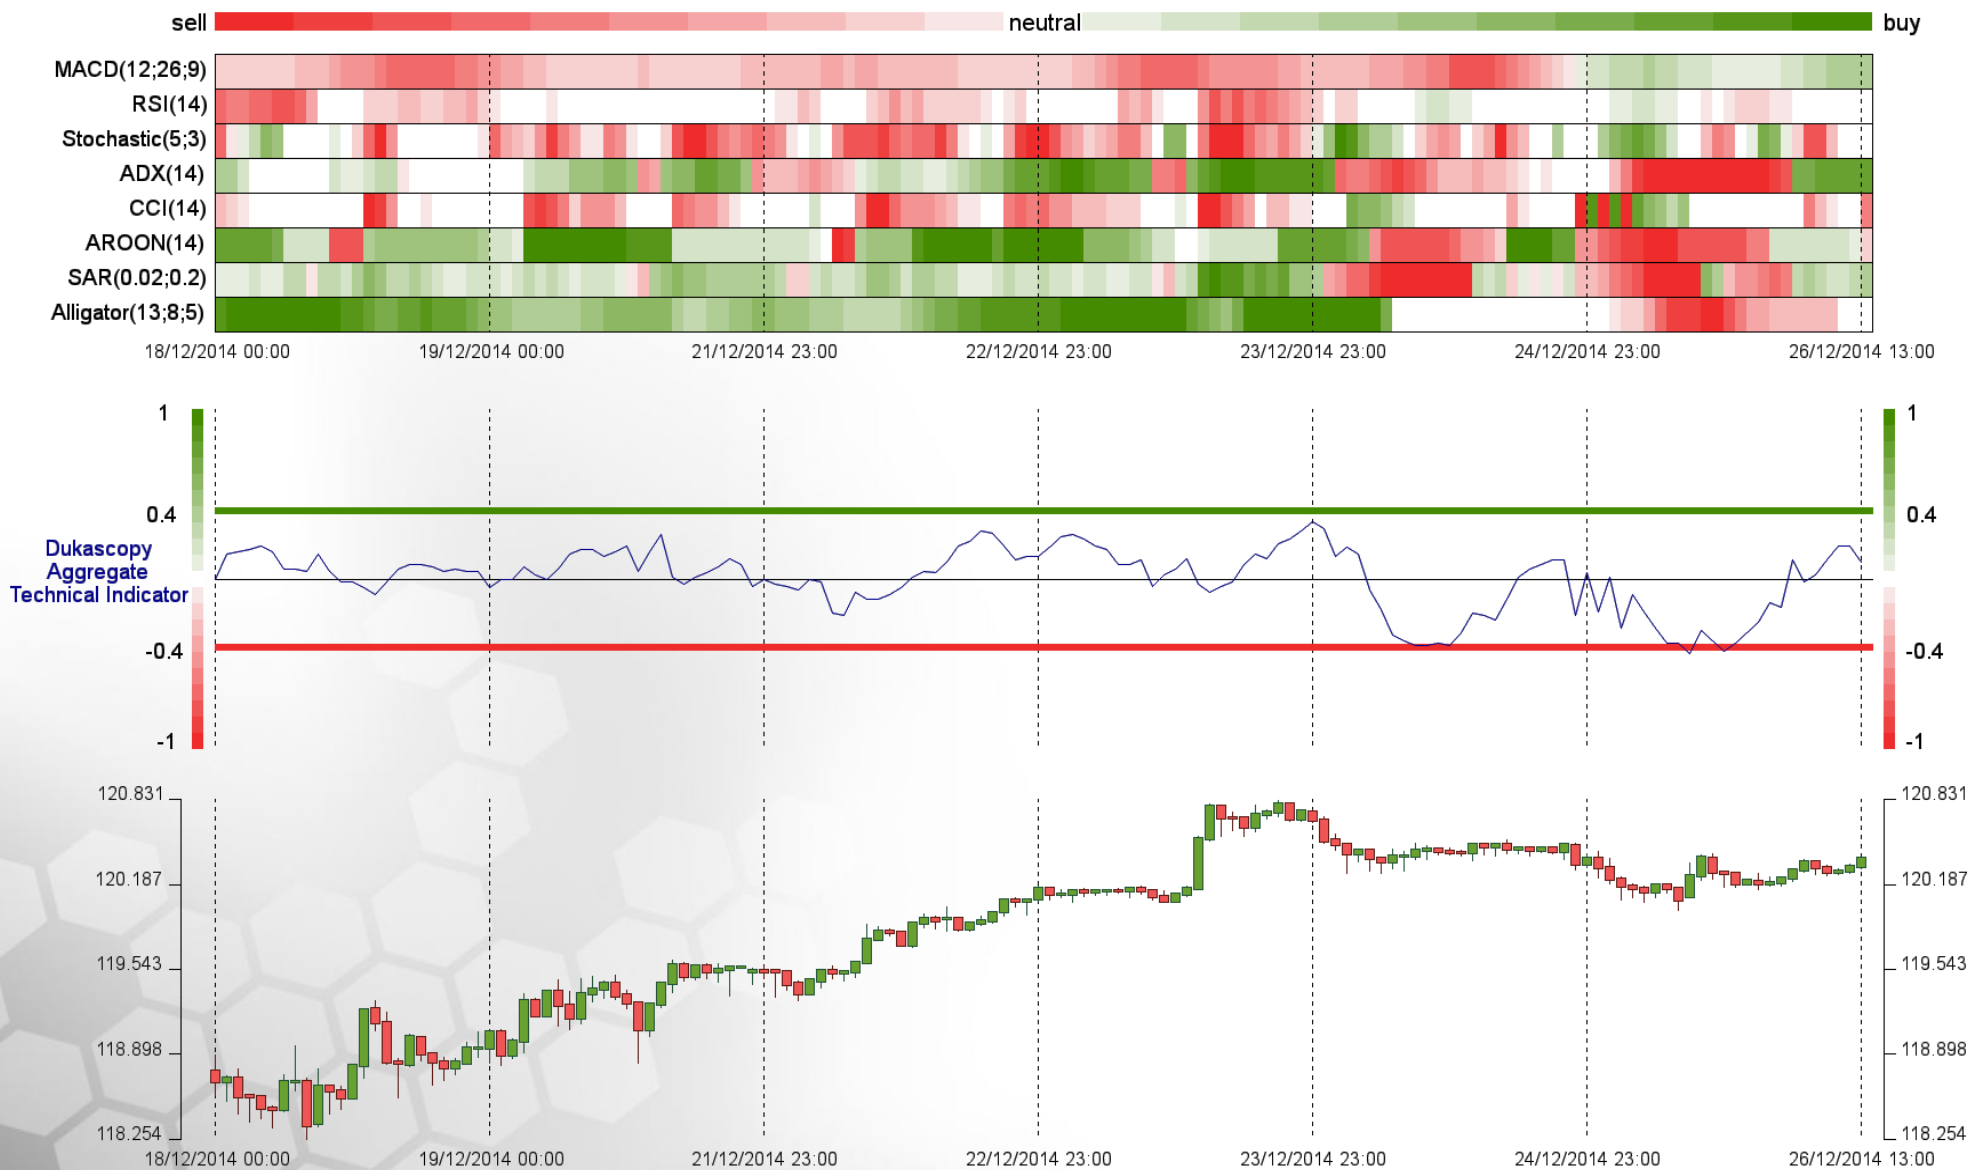 sell neutral buy
MACD(12;26;9)
RSI(14)
Stochastic(5;3)
ADX(14)
CCI(14)
AROON(14)
SAR(0.02;0.2)
Alligator(13;8;5)
18/12/2014 00:00 19/12/2014 00:00 21/12/2014 23:00 22/12/2014 23:00 23/12/2014 23:00 24/12/2014 23:00 26/12/2014 13:00
1 1
0.4 0.4
Dukascopy
Aggregate
Technical Indicator
-0.4 -0.4
-1 -1
120.831 120.831
120.187 120.187
119.543 119.543
118.898 118.898
118.254 118.254
18/12/2014 00:00 19/12/2014 00:00 21/12/2014 23:00 22/12/2014 23:00 23/12/2014 23:00 24/12/2014 23:00 26/12/2014 13:00